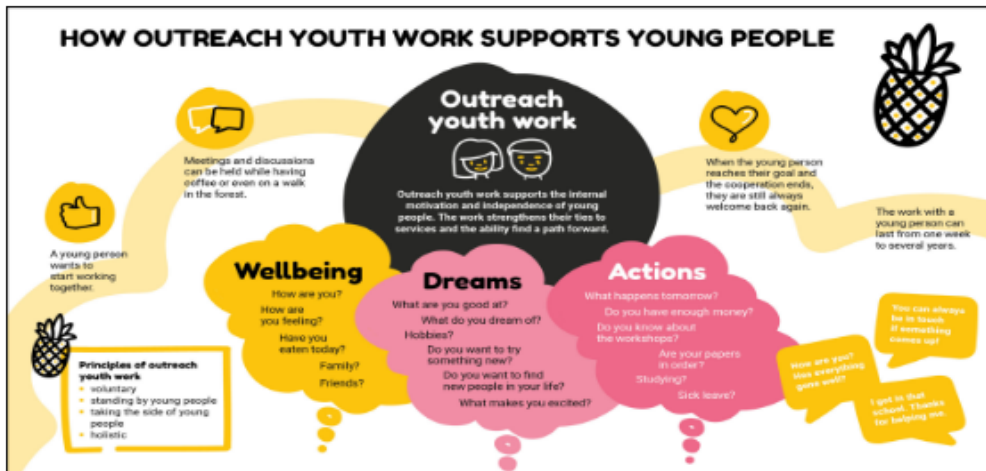 HOW OUTREACH YOUTH WORK SUPPORTS YOUNG PEOPLE
Outreach
youth work
Outreach youth work supports the internal
motivation and independence of young
people. The work strengthens their ties to
services and the ability find a path forward.
A young person
wants to
start working
together.
Meetings and discussions
can be held while having
coffee or even on a walk
in the forest.
When the young person
reaches their goal and
the cooperation ends,
they are still always
welcome back again.
The work with a
young person can
last from one week
to several years.
Wellbeing
How are you?
How are
you feeling?
Have you
eaten today?
Family?
Friends?
Dreams
What are you good at?
What do you dream of?
Hobbies?
Do you want to try
something new?
Do you want to find
new people in your life?
What makes you excited?
Actions
What happens tomorrow?
Do you have enough money?
Do you know about
the workshops?
Are your papers
in order?
Studying?
Sick leave?
Principles of outreach
youth work
voluntary
standing by young people
taking the side of young
people
holistic
You can always
be in touch
if something
comes up!
How are you?
Has everything
gone well?
I got in that
school. Thanks
for helping me.